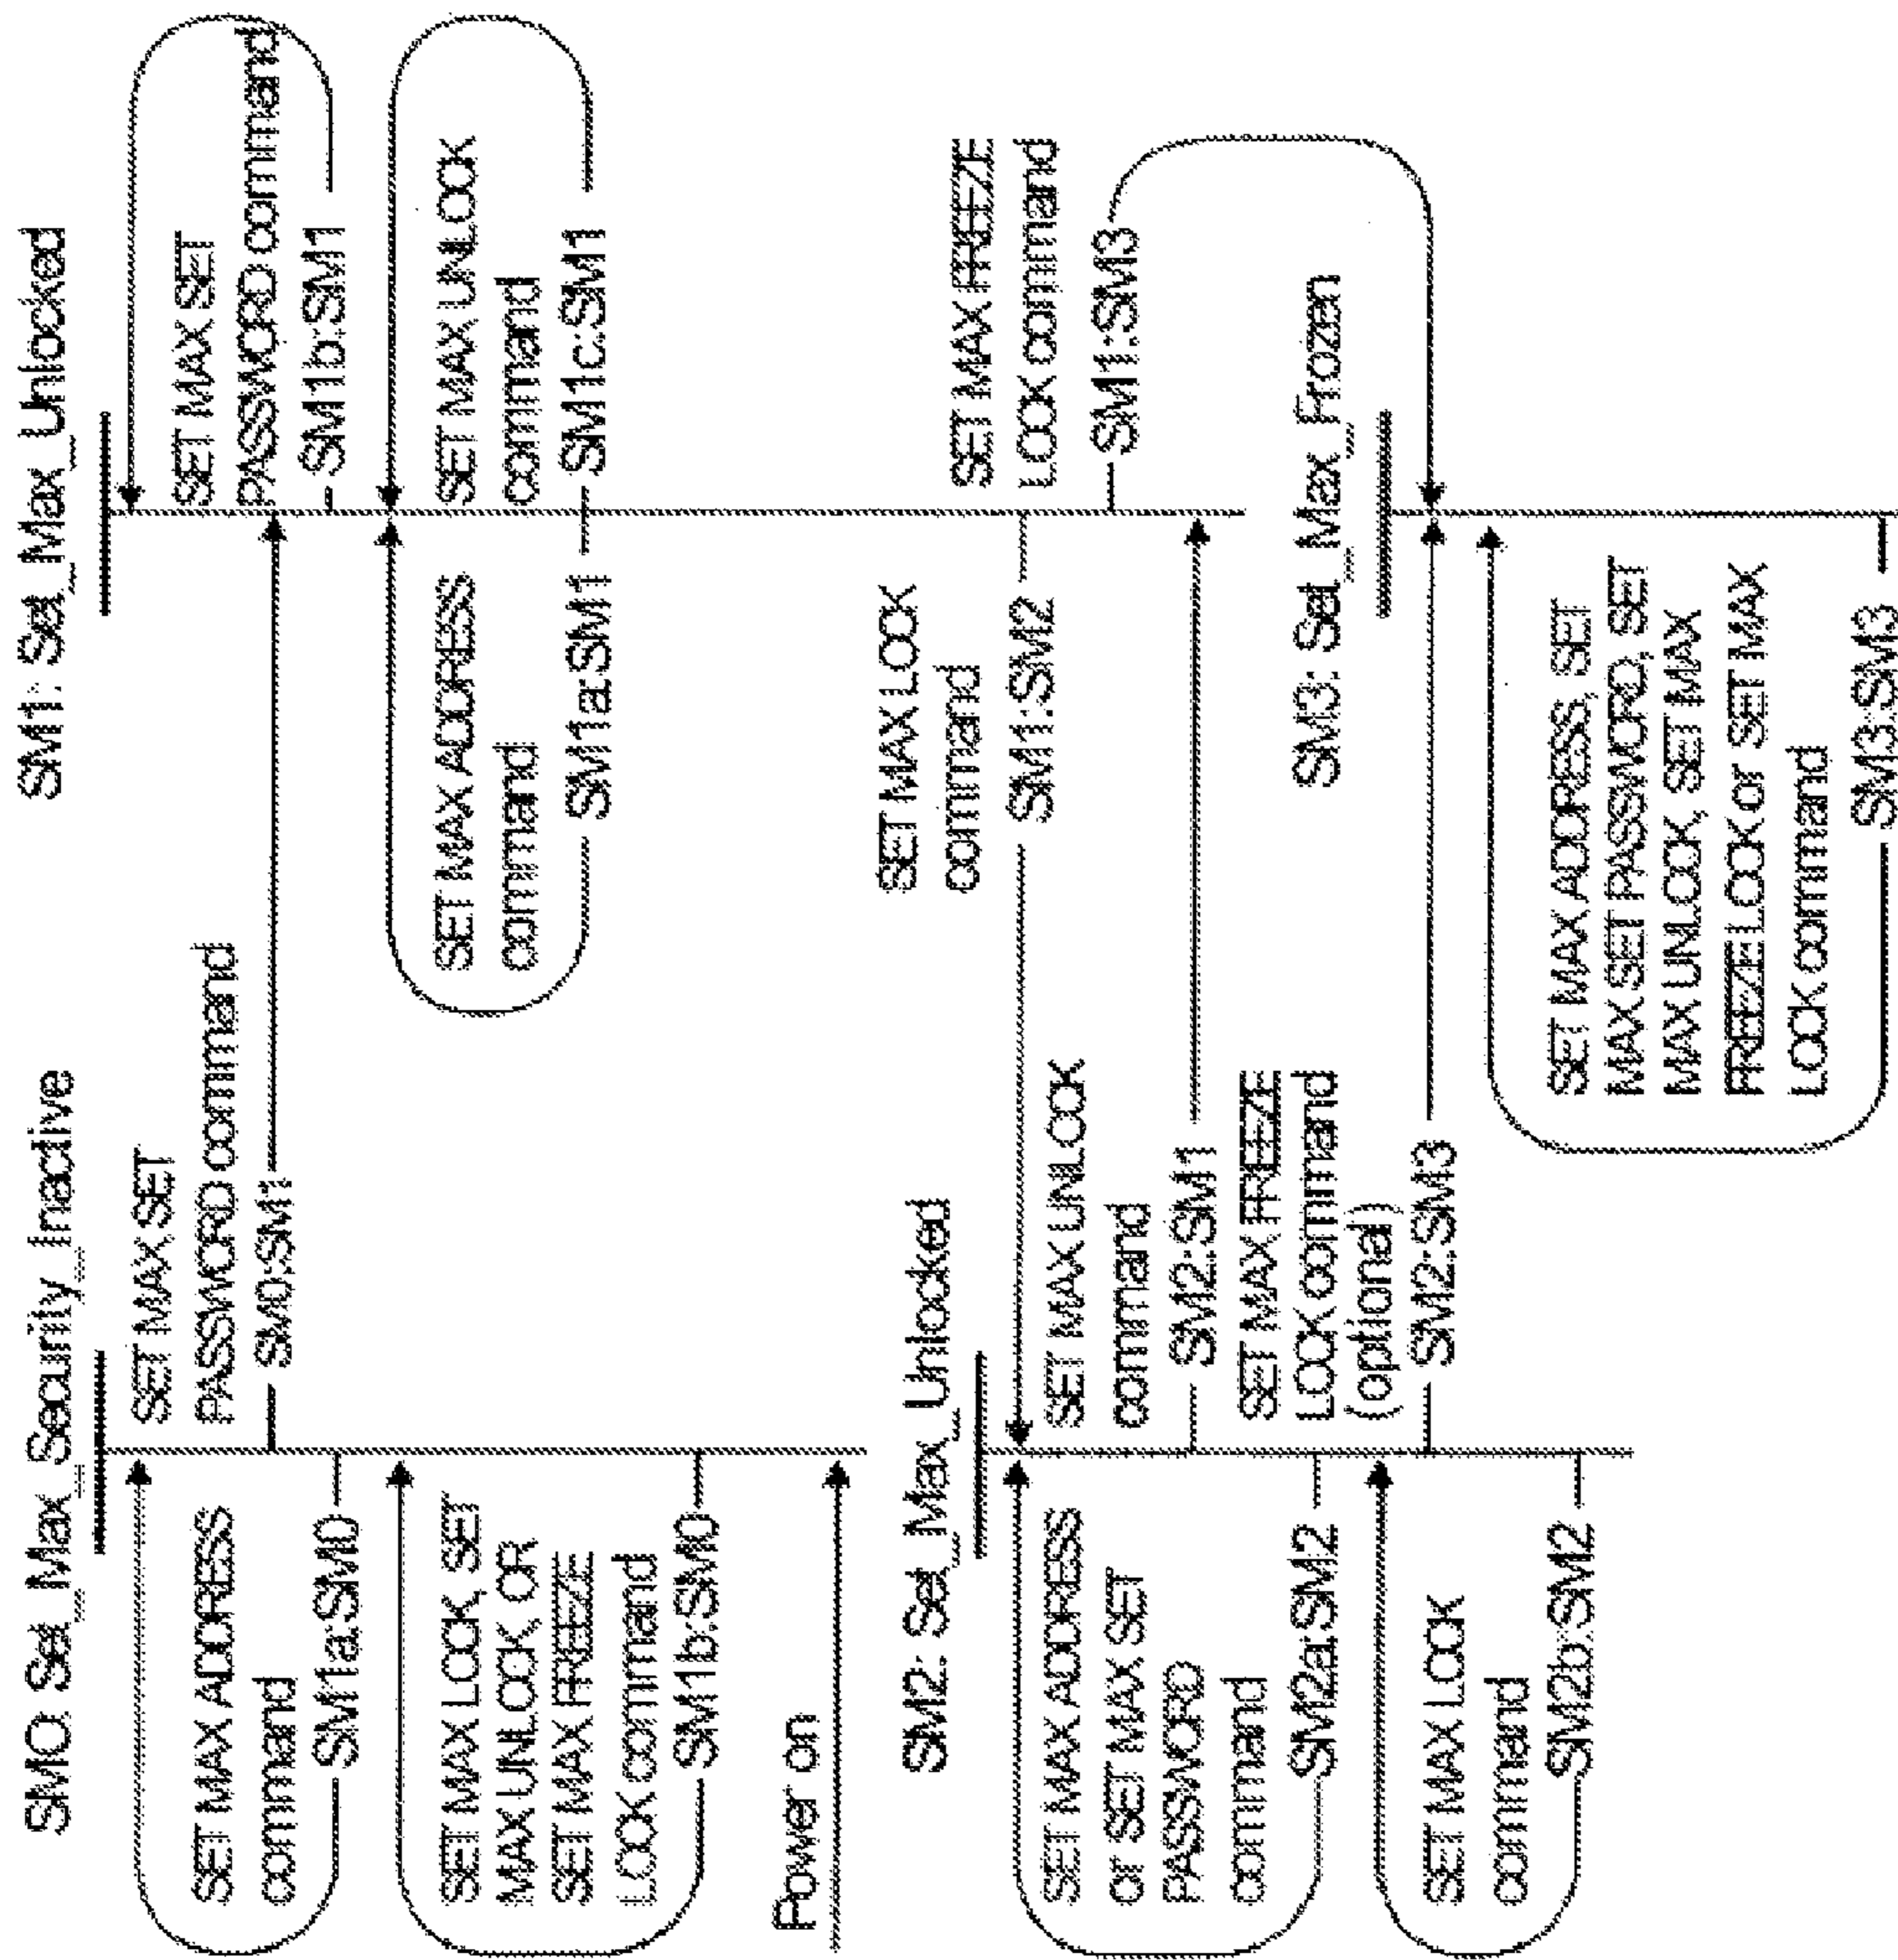 SM0: Set_Max_Security_Inactive
SET MAX SET
PASSWORD command
SM0:SM1
SET MAX ADDRESS
command
SM1a:SM0
SET MAX LOCK, SET
MAX UNLOCK, OR
SET MAX FREEZE
LOCK command
SM1b:SM0
Power on
SM1: Set_Max_Unlocked
SET MAX SET
PASSWORD command
SM1b:SM1
SET MAX ADDRESS
command
SM1a:SM1
SET MAX UNLOCK
command
SM1c:SM1
SET MAX LOCK
command
SM1:SM2
SET MAX FREEZE
LOCK command
SM1:SM3
SM2: Set_Max_Unlocked
SET MAX ADDRESS
or SET MAX SET
PASSWORD
command
SM2a:SM2
SET MAX LOCK
command
SM2b:SM2
SET MAX UNLOCK
command
SM2:SM1
SET MAX FREEZE
LOCK command
(optional)
SM2:SM3
SM3: Set_Max_Frozen
SET MAX ADDRESS, SET
MAX SET PASSWORD, SET
MAX UNLOCK, SET MAX
FREEZE LOCK or SET MAX
LOCK command
SM3:SM3